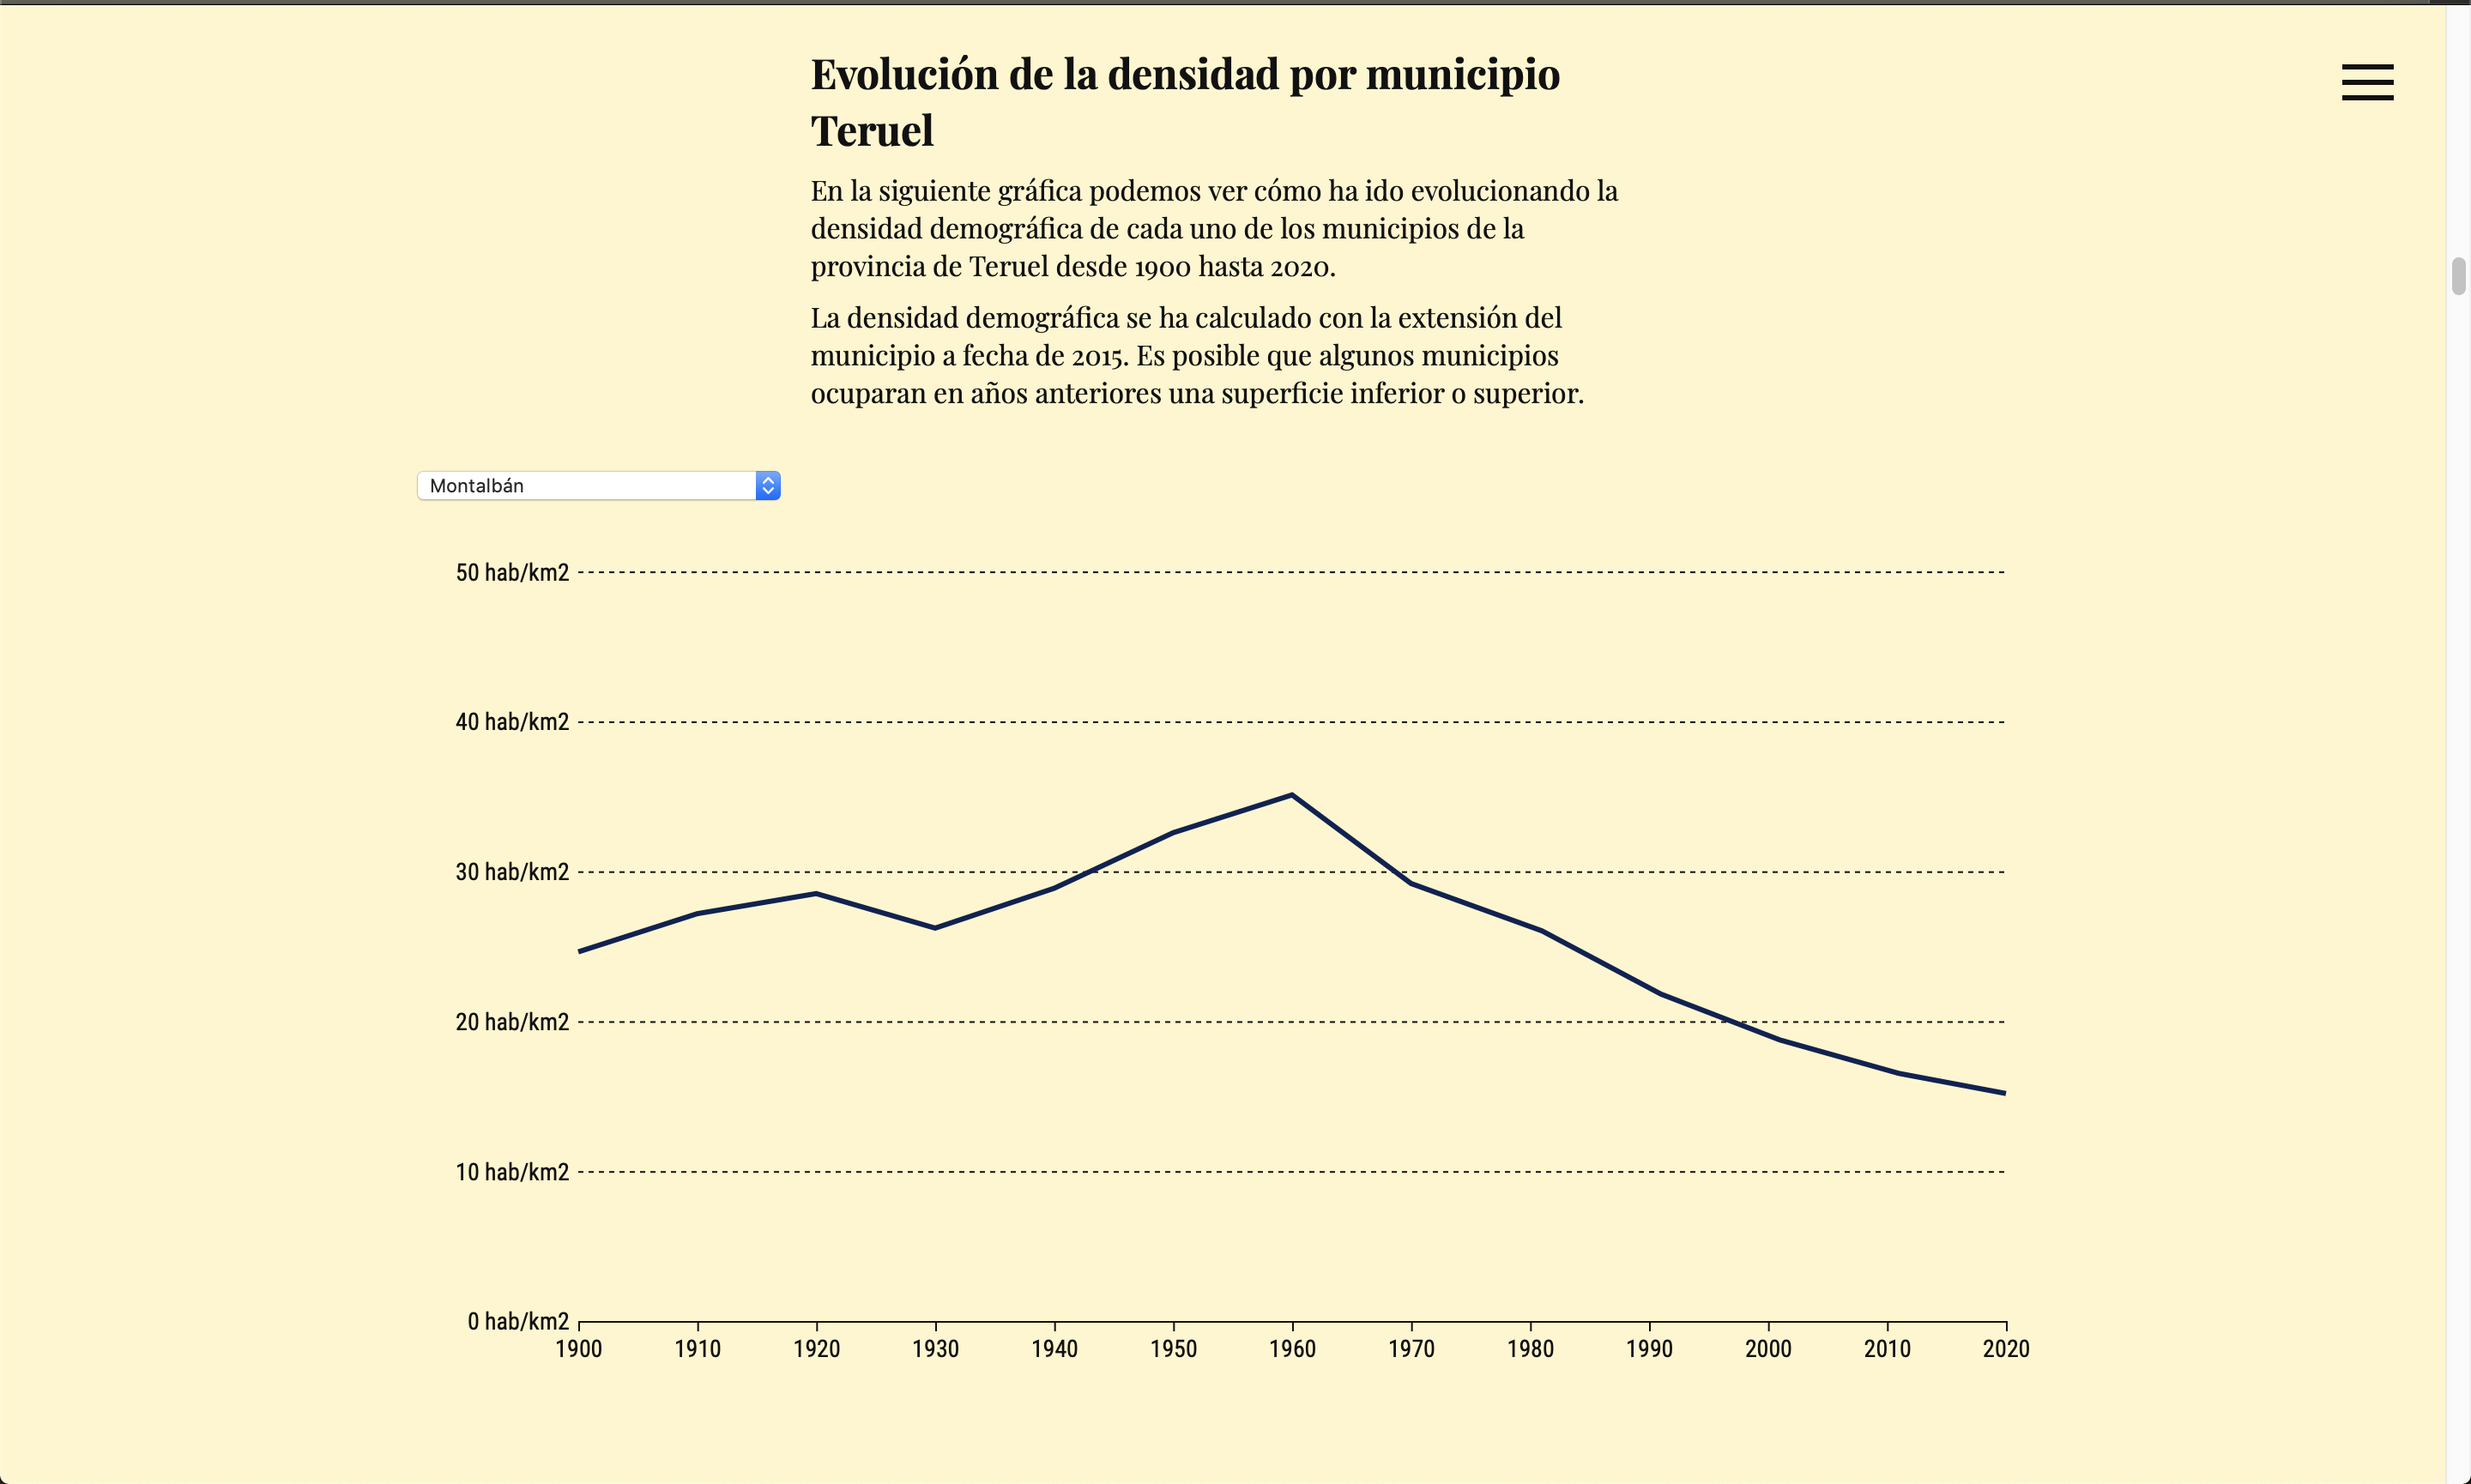 Evolución de la densidad por municipio
Teruel
En la siguiente gráfica podemos ver cómo ha ido evolucionando la
densidad demográfica de cada uno de los municipios de la
provincia de Teruel desde 1900 hasta 2020.
La densidad demográfica se ha calculado con la extensión del
municipio a fecha de 2015. Es posible que algunos municipios
ocuparan en años anteriores una superficie inferior o superior.
Montalbán
50 hab/km2
40 hab/km2
30 hab/km2
20 hab/km2
10 hab/km2
0 hab/km2
1900 1910 1920 1930 1940 1950 1960 1970 1980 1990 2000 2010 2020